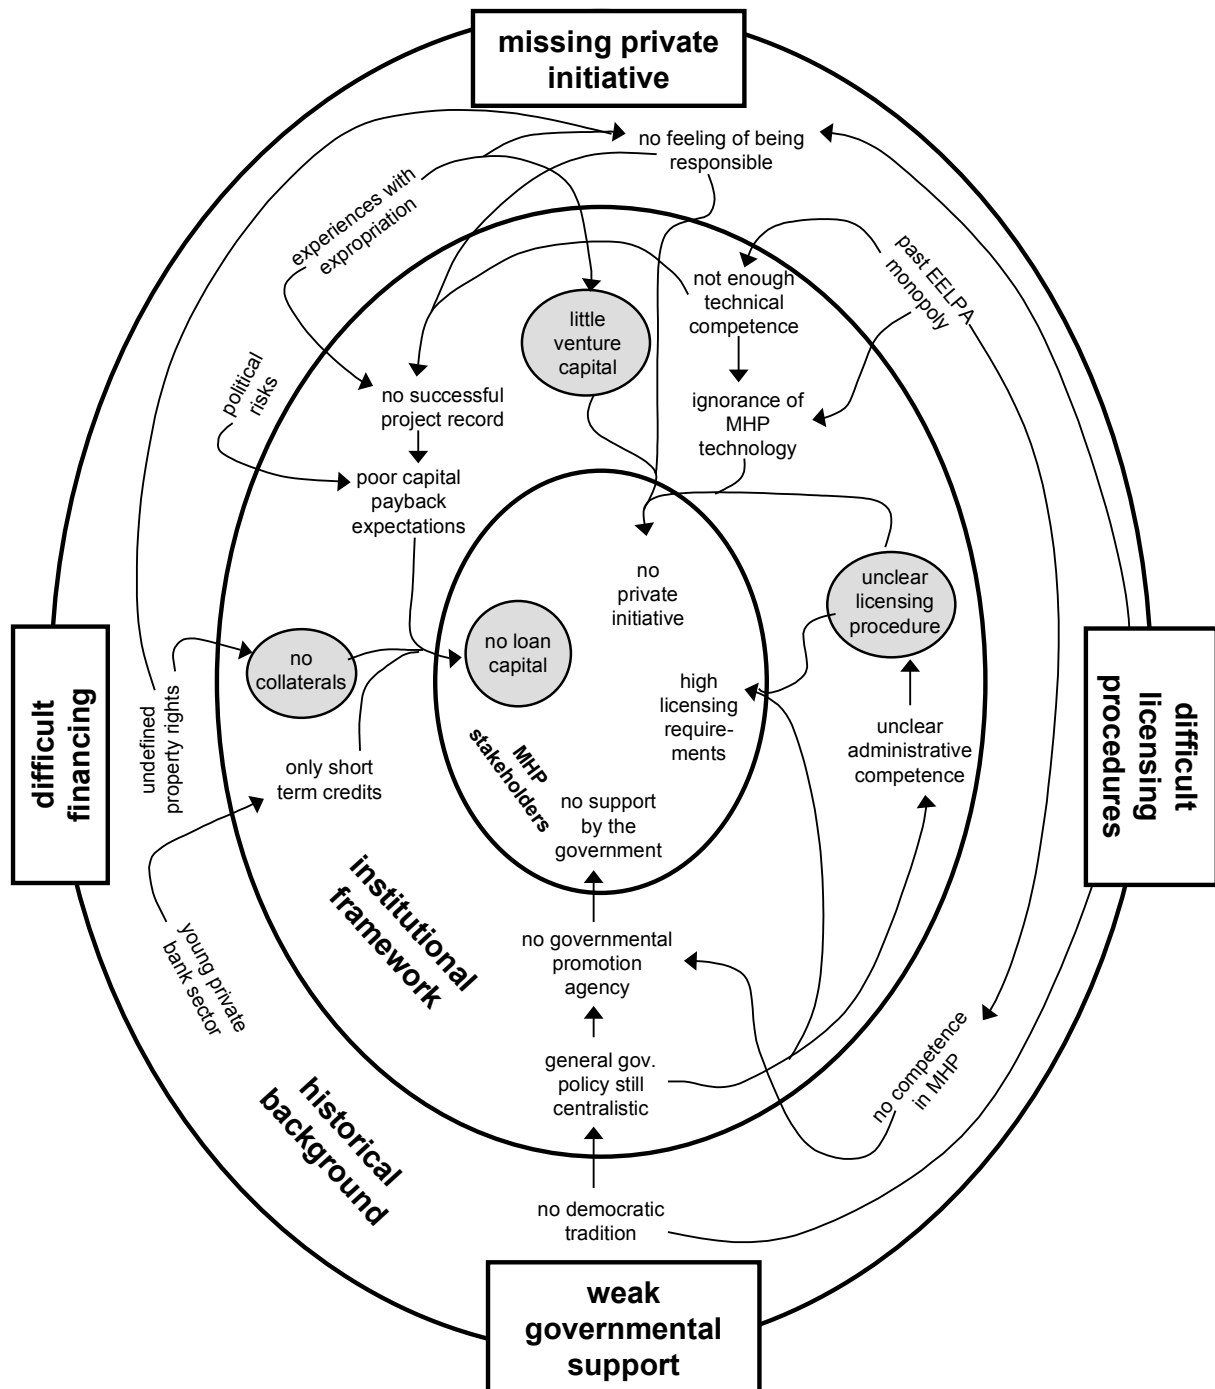 missing private
initiative
no feeling of being
responsible
experiences with
expropriation
past EELPA
monopoly
not enough
technical
competence
little
venture
capital
political
risks
no successful
project record
ignorance of
MHP
technology
poor capital
payback
expectations
no
private
initiative
unclear
licensing
procedure
no
collaterals
no loan
capital
difficult
financing
undefined
property rights
high
licensing
require-
ments
unclear
administrative
competence
difficult
licensing
procedures
only short
term credits
MHP
stakeholders
no support
by the
government
institutional
framework
young private
bank sector
no governmental
promotion
agency
no competence
in MHP
general gov.
policy still
centralistic
historical
background
no democratic
tradition
weak
governmental
support